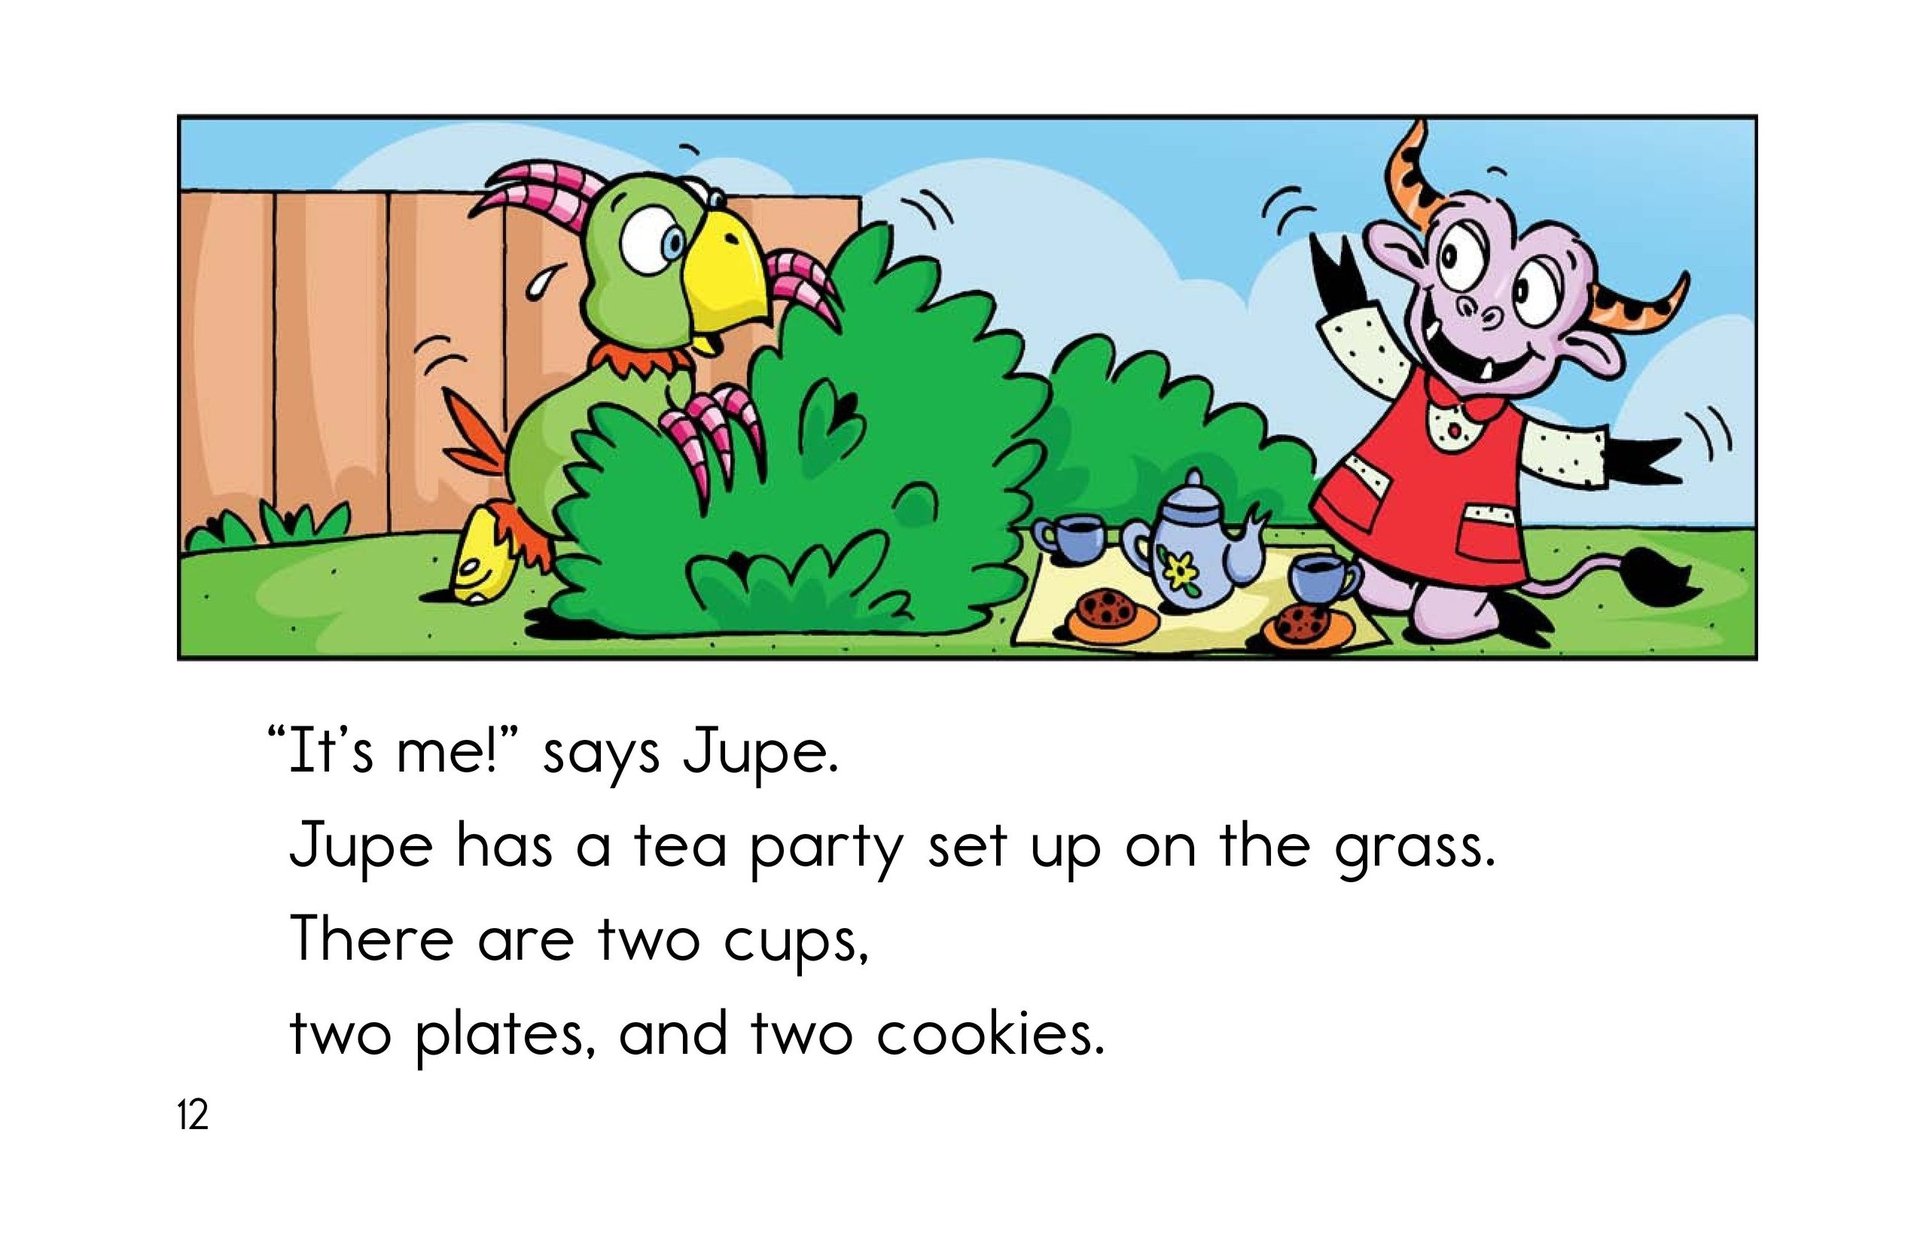 “It’s me!” says Jupe.
Jupe has a tea party set up on the grass.
There are two cups,
two plates, and two cookies.
12